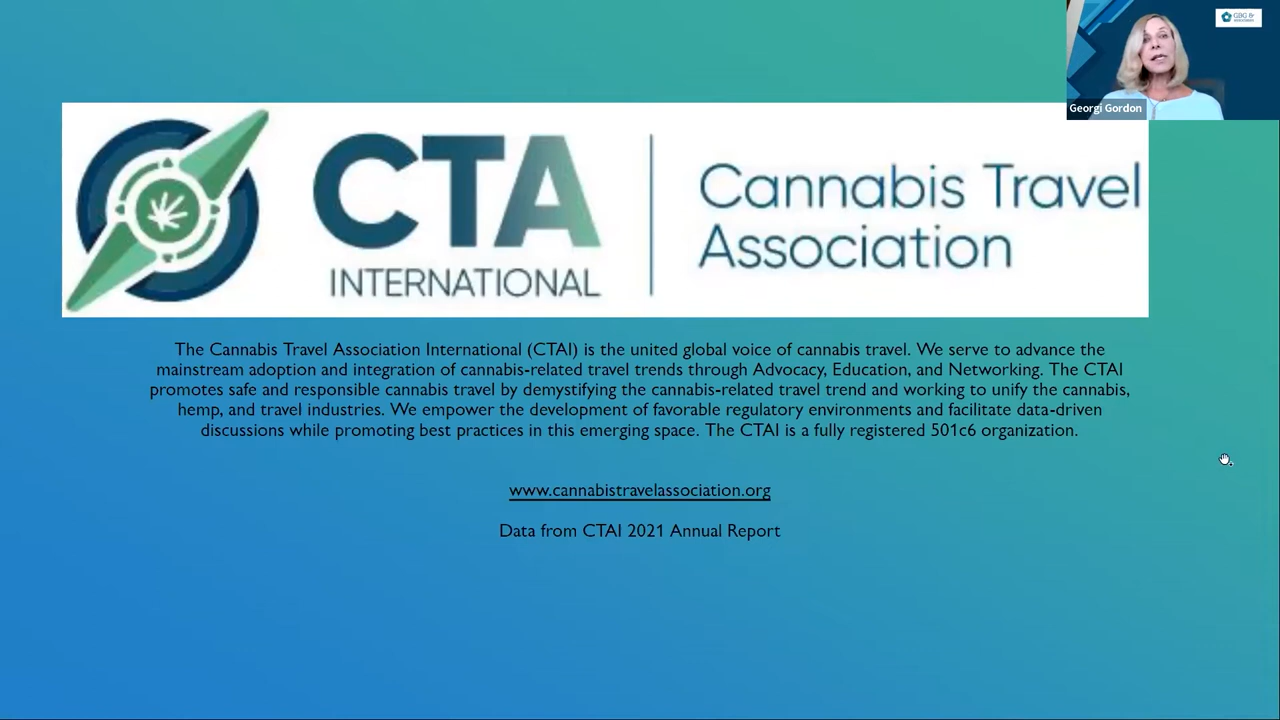 GBG &
Georgi Gordon
CTA
INTERNATIONAL
Cannabis Travel
Association
The Cannabis Travel Association International (CTAI) is the united global voice of cannabis travel. We serve to advance the
mainstream adoption and integration of cannabis-related travel trends through Advocacy, Education, and Networking. The CTAI
promotes safe and responsible cannabis travel by demystifying the cannabis-related travel trend and working to unify the cannabis,
hemp, and travel industries. We empower the development of favorable regulatory environments and facilitate data-driven
discussions while promoting best practices in this emerging space. The CTAI is a fully registered 501c6 organization.
www.cannabistravelassociation.org
Data from CTAI 2021 Annual Report